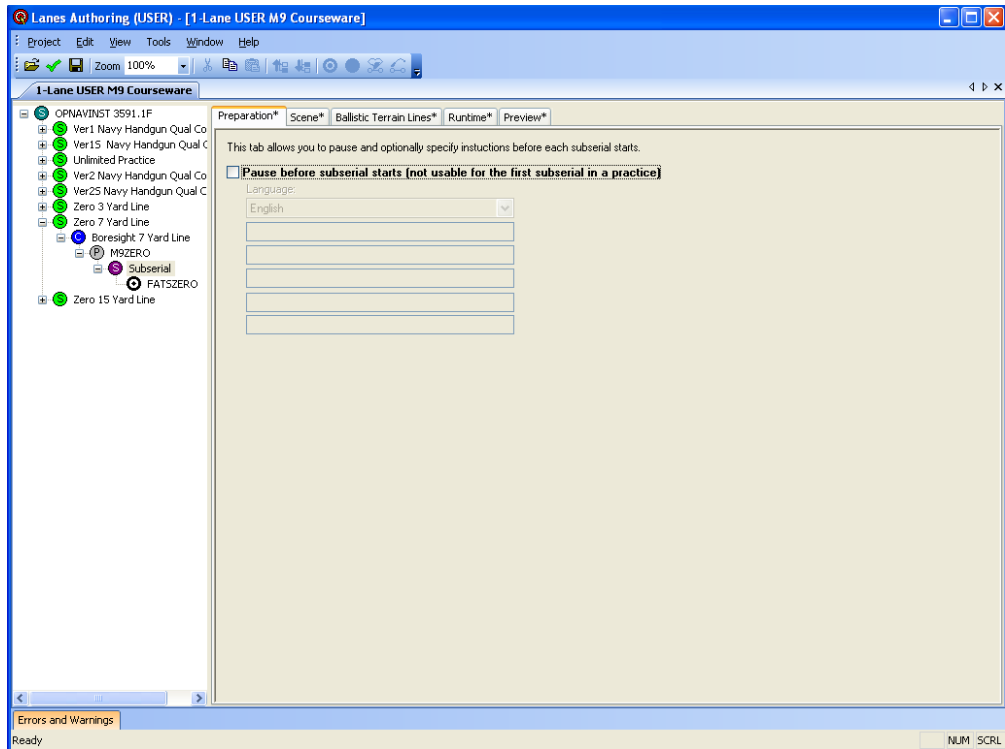 Lanes Authoring (USER) - [1-Lane USER M9 Courseware]
Project Edit View Tools Window Help
Zoom 100%
1-Lane USER M9 Courseware
OPNAVINST 3591.1F
Ver1 Navy Handgun Qual Co
Ver1S Navy Handgun Qual C
Unlimited Practice
Ver2 Navy Handgun Qual Co
Ver2S Navy Handgun Qual C
Zero 3 Yard Line
Zero 7 Yard Line
C Boresight 7 Yard Line
P M9ZERO
S Subserial
FATSZERO
Zero 15 Yard Line
Preparation* Scene* Ballistic Terrain Lines* Runtime* Preview*
This tab allows you to pause and optionally specify instuctions before each subserial starts.
Pause before subserial starts (not usable for the first subserial in a practice)
Language:
English
Errors and Warnings
Ready NUM SCRL